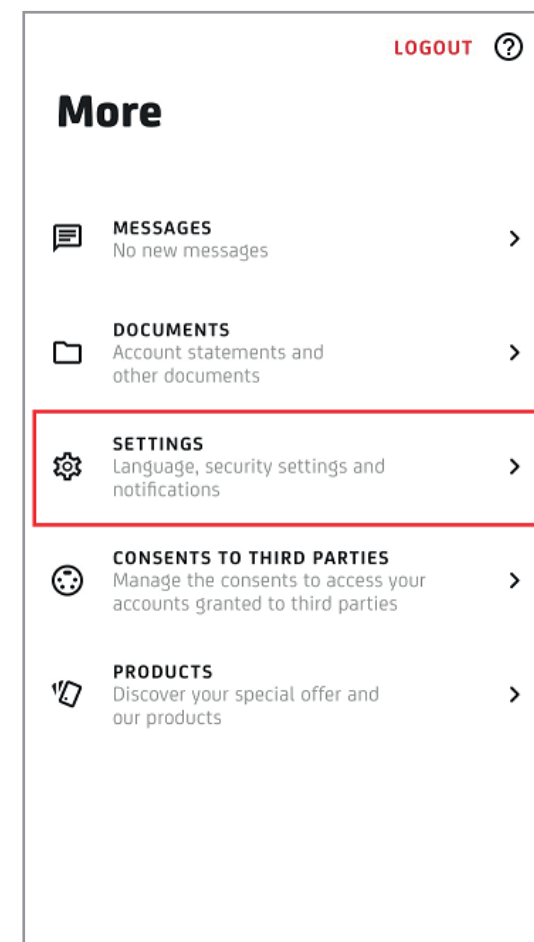 LOGOUT
More
MESSAGES
No new messages
DOCUMENTS
Account statements and
other documents
SETTINGS
Language, security settings and
notifications
CONSENTS TO THIRD PARTIES
Manage the consents to access your
accounts granted to third parties
PRODUCTS
Discover your special offer and
our products